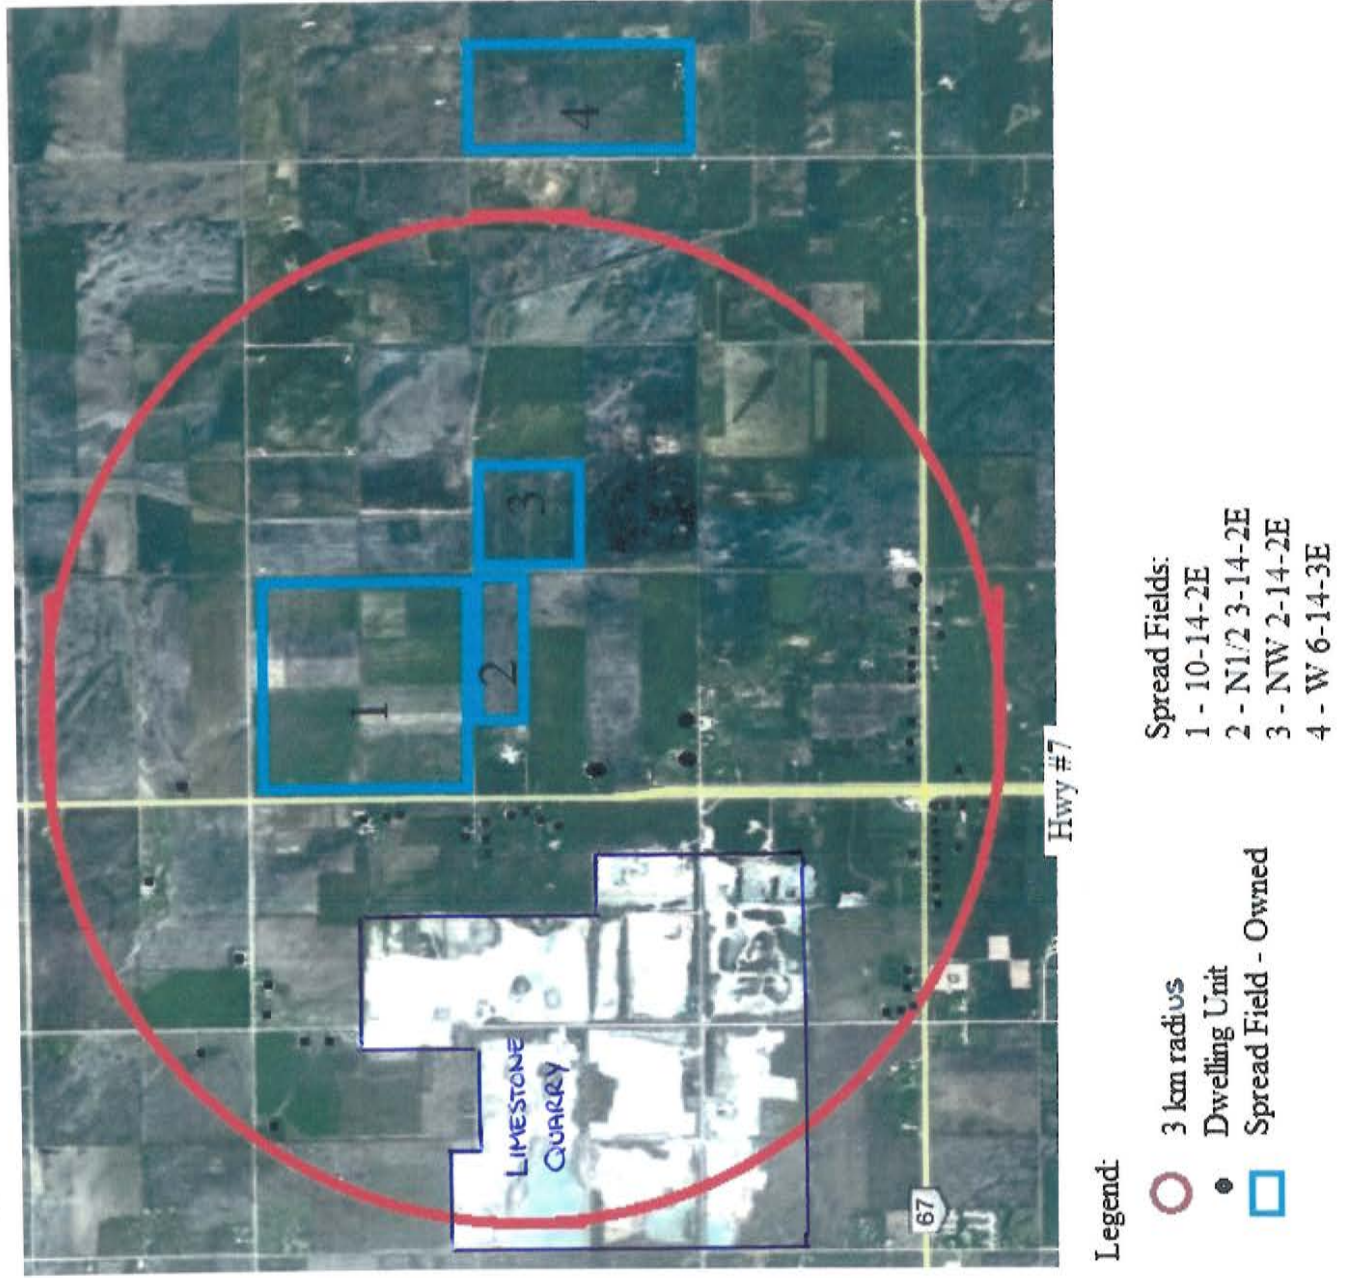 1
2
3
4
LIMESTONE
QUARRY
67
Hwy #7
Legend:
3 km radius
Dwelling Unit
Spread Field - Owned
Spread Fields:
1 - 10-14-2E
2 - N1/2 3-14-2E
3 - NW 2-14-2E
4 - W 6-14-3E